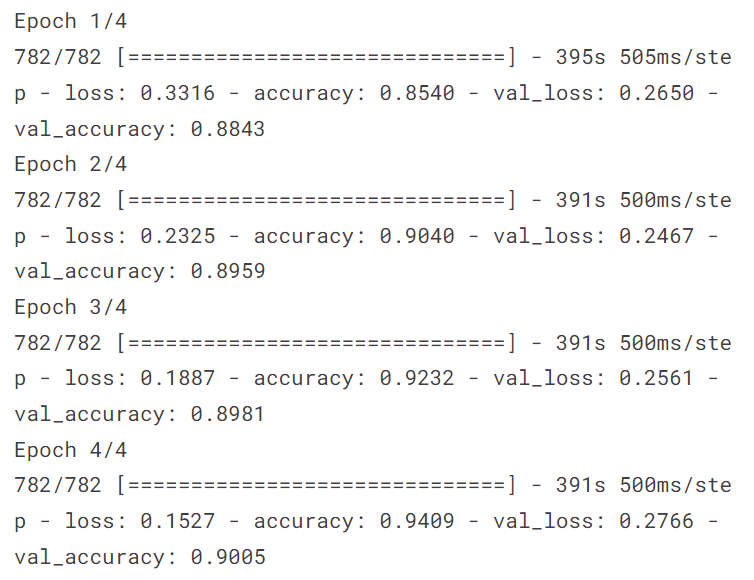 Epoch 1/4
782/782 [==============================] - 395s 505ms/ste
p - loss: 0.3316 - accuracy: 0.8540 - val_loss: 0.2650 -
val_accuracy: 0.8843
Epoch 2/4
782/782 [==============================] - 391s 500ms/ste
p - loss: 0.2325 - accuracy: 0.9040 - val_loss: 0.2467 -
val_accuracy: 0.8959
Epoch 3/4
782/782 [==============================] - 391s 500ms/ste
p - loss: 0.1887 - accuracy: 0.9232 - val_loss: 0.2561 -
val_accuracy: 0.8981
Epoch 4/4
782/782 [==============================] - 391s 500ms/ste
p - loss: 0.1527 - accuracy: 0.9409 - val_loss: 0.2766 -
val_accuracy: 0.9005